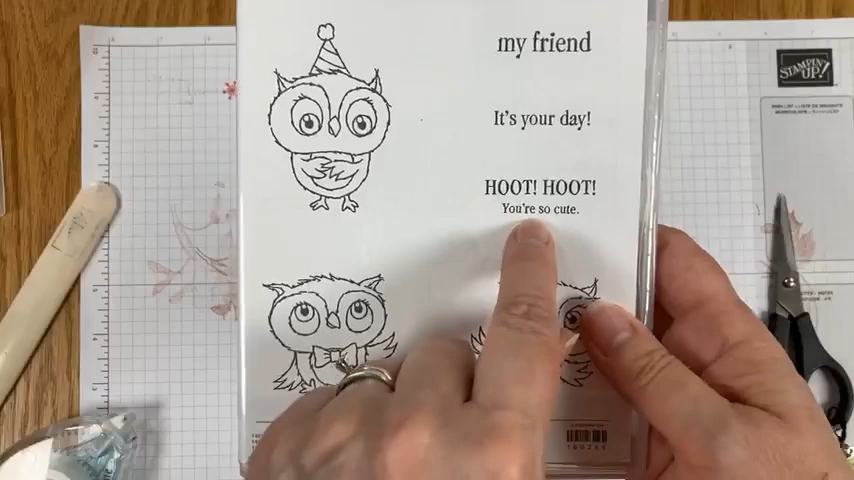 my friend
It's your day!
HOOT! HOOT!
You're so cute.
STAMPIN' UP!